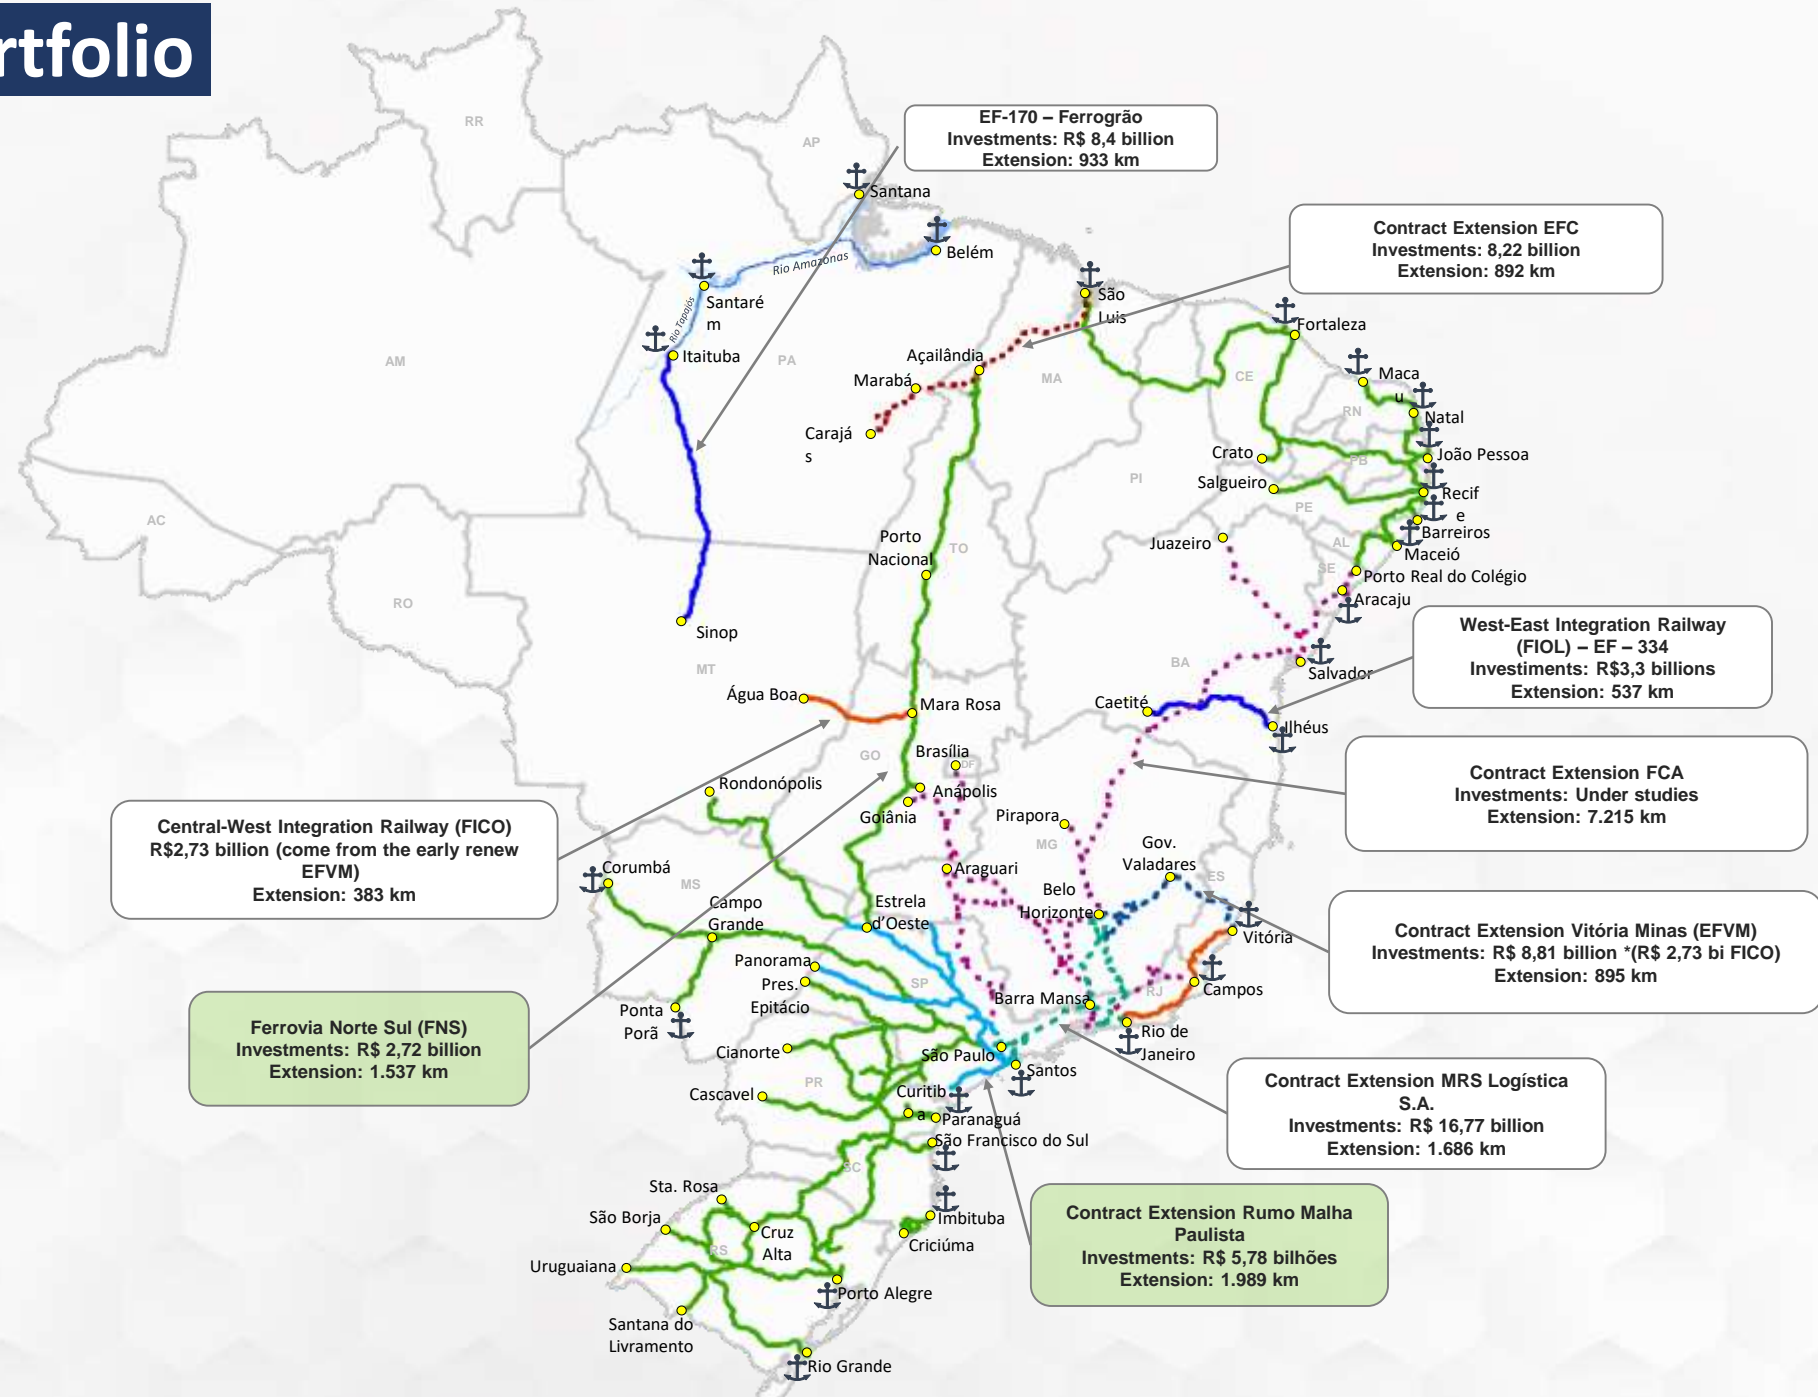 rtfolio
RR
AP
EF-170 – Ferrogrão
Investments: R$ 8,4 billion
Extension: 933 km
Santana
Contract Extension EFC
Investments: 8,22 billion
Extension: 892 km
Belém
Rio Amazonas
Santaré
m
Rio Tapajós
São
Luis
Fortaleza
Itaituba
AM
PA
Açailândia
Marabá
MA
CE
Maca
u
RN
Natal
Carajá
s
Crato
PB
João Pessoa
Salgueiro
PI
Recif
e
PE
AC
Barreiros
Juazeiro
AL
Maceió
Porto
Nacional
TO
SE
Porto Real do Colégio
Aracaju
RO
Sinop
West-East Integration Railway
(FIOL) – EF – 334
Investiments: R$3,3 billions
Extension: 537 km
MT
BA
Salvador
Água Boa
Mara Rosa
Caetité
Ilhéus
GO
Brasília
DF
Rondonópolis
Anápolis
Goiânia
Pirapora
Contract Extension FCA
Investments: Under studies
Extension: 7.215 km
Central-West Integration Railway (FICO)
R$2,73 billion (come from the early renew
EFVM)
Extension: 383 km
MG
Gov.
Valadares
ES
Corumbá
MS
Araguari
Campo
Grande
Estrela
d’Oeste
Belo
Horizonte
Vitória
Contract Extension Vitória Minas (EFVM)
Investments: R$ 8,81 billion *(R$ 2,73 bi FICO)
Extension: 895 km
Panorama
Pres.
Epitácio
SP
Barra Mansa
RJ
Campos
Ponta
Porã
Rio de
Janeiro
Ferrovia Norte Sul (FNS)
Investments: R$ 2,72 billion
Extension: 1.537 km
Cianorte
São Paulo
Santos
PR
Cascavel
Curitib
a
Paranaguá
São Francisco do Sul
Contract Extension MRS Logística
S.A.
Investments: R$ 16,77 billion
Extension: 1.686 km
SC
Sta. Rosa
São Borja
Cruz
Alta
RS
Imbituba
Criciúma
Contract Extension Rumo Malha
Paulista
Investments: R$ 5,78 bilhões
Extension: 1.989 km
Uruguaiana
Porto Alegre
Santana do
Livramento
Rio Grande